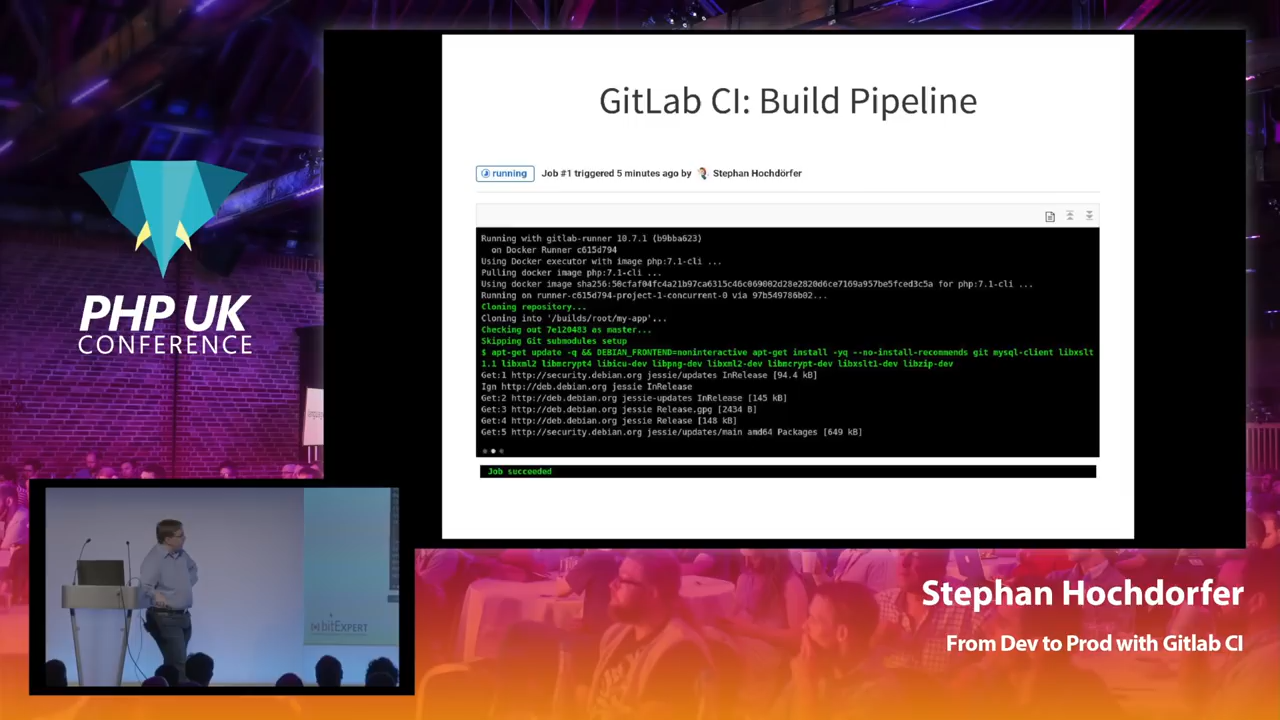 GitLab CI: Build Pipeline
running Job #1 triggered 5 minutes ago by Stephan Hochdörfer
Running with gitlab-runner 10.7.1 (b9bba623)
on Docker Runner c615d794
Using Docker executor with image php:7.1-cli ...
Pulling docker image php:7.1-cli ...
Using docker image sha256:50cfaf04fc4a21b97ca6315c46c069002d28e2820d6ce7169a957be5fced3c5a for php:7.1-cli ...
Running on runner-c615d794-project-1-concurrent-0 via 97b549786b02...
Cloning repository...
Cloning into '/builds/root/my-app'...
Checking out 7e120483 as master...
Skipping Git submodules setup
$ apt-get update -q && DEBIAN_FRONTEND=noninteractive apt-get install -yq --no-install-recommends git mysql-client libxslt
1.1 libxml2 libmcrypt4 libicu-dev libpng-dev libxml2-dev libmcrypt-dev libxslt1-dev libzip-dev
Get:1 http://security.debian.org jessie/updates InRelease [94.4 kB]
Ign http://deb.debian.org jessie InRelease
Get:2 http://deb.debian.org jessie-updates InRelease [145 kB]
Get:3 http://deb.debian.org jessie Release.gpg [2434 B]
Get:4 http://deb.debian.org jessie Release [148 kB]
Get:5 http://security.debian.org jessie/updates/main amd64 Packages [649 kB]
Job succeeded
PHP UK
CONFERENCE
bitExpert
Stephan Hochdorfer
From Dev to Prod with Gitlab CI